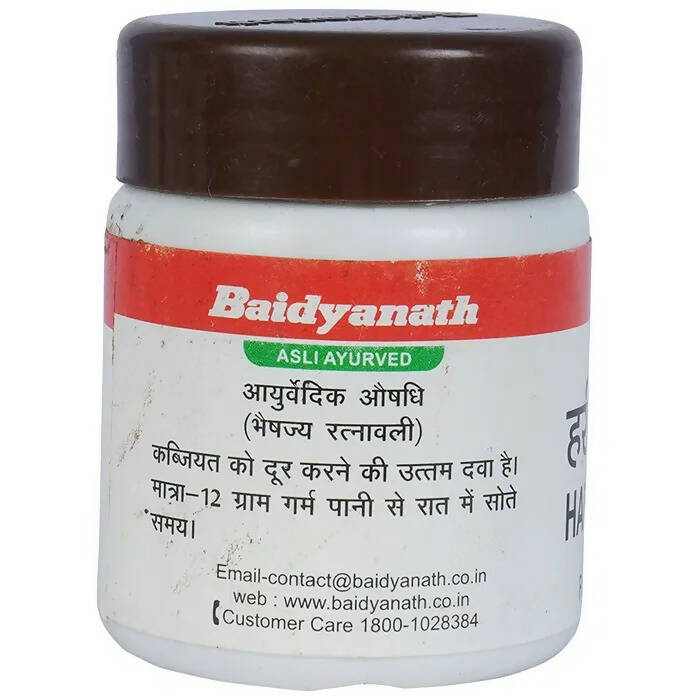 Baidyanath
ASLI AYURVED
आयुर्वेदिक औषधि
(भैषज्य रत्नावली)
कब्जियत को दूर करने की उत्तम दवा है।
मात्रा-12 ग्राम गर्म पानी से रात में सोते
समय।
Email-contact@baidyanath.co.in
web : www.baidyanath.co.in
Customer Care 1800-1028384